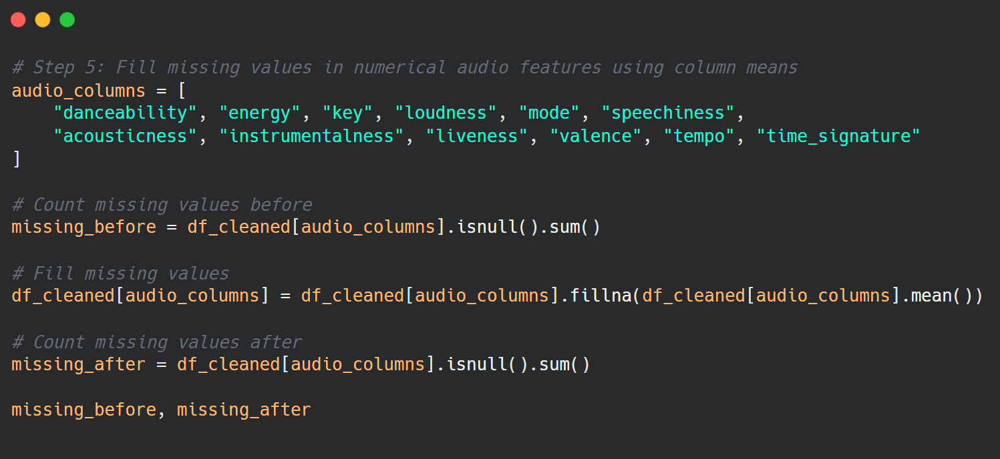 # Step 5: Fill missing values in numerical audio features using column means
audio_columns = [
    "danceability", "energy", "key", "loudness", "mode", "speechiness",
    "acousticness", "instrumentalness", "liveness", "valence", "tempo", "time_signature"
]
# Count missing values before
missing_before = df_cleaned[audio_columns].isnull().sum()
# Fill missing values
df_cleaned[audio_columns] = df_cleaned[audio_columns].fillna(df_cleaned[audio_columns].mean())
# Count missing values after
missing_after = df_cleaned[audio_columns].isnull().sum()
missing_before, missing_after